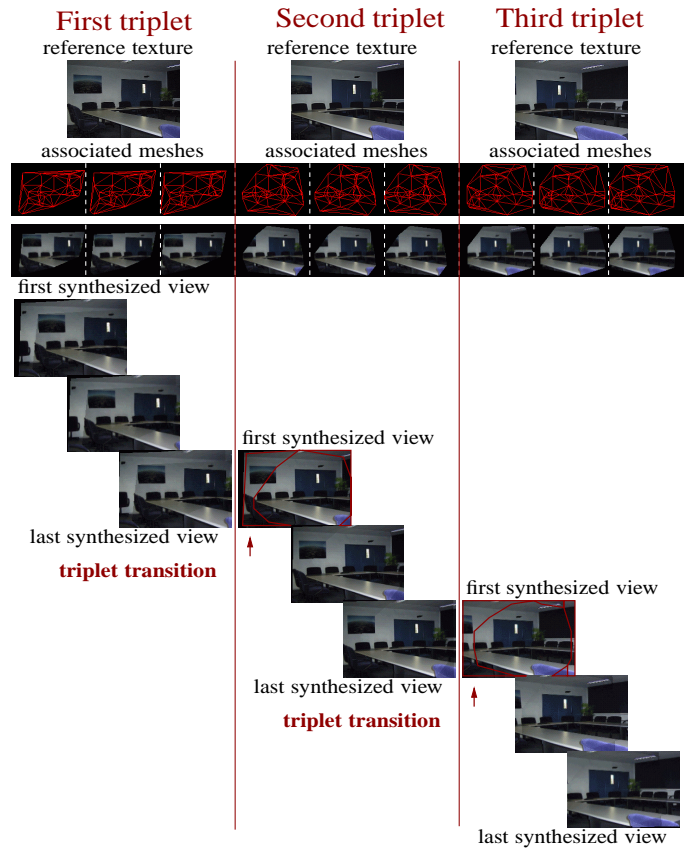 First triplet
Second triplet
Third triplet
reference texture
reference texture
reference texture
associated meshes
associated meshes
associated meshes
first synthesized view
first synthesized view
last synthesized view
triplet transition
first synthesized view
last synthesized view
triplet transition
last synthesized view